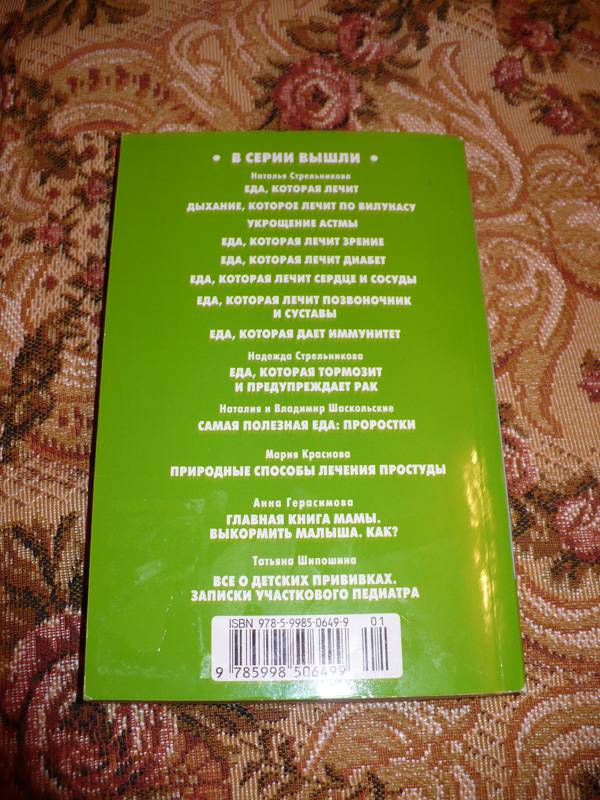 • В СЕРИИ ВЫШЛИ •
Наталья Стрельникова
ЕДА, КОТОРАЯ ЛЕЧИТ
ДЫХАНИЕ, КОТОРОЕ ЛЕЧИТ ПО ВИЛУНАСУ
УКРОЩЕНИЕ АСТМЫ
ЕДА, КОТОРАЯ ЛЕЧИТ ЗРЕНИЕ
ЕДА, КОТОРАЯ ЛЕЧИТ ДИАБЕТ
ЕДА, КОТОРАЯ ЛЕЧИТ СЕРДЦЕ И СОСУДЫ
ЕДА, КОТОРАЯ ЛЕЧИТ ПОЗВОНОЧНИК
И СУСТАВЫ
ЕДА, КОТОРАЯ ДАЕТ ИММУНИТЕТ
Надежда Стрельникова
ЕДА, КОТОРАЯ ТОРМОЗИТ
И ПРЕДУПРЕЖДАЕТ РАК
Наталия и Владимир Шаскольские
САМАЯ ПОЛЕЗНАЯ ЕДА: ПРОРОСТКИ
Мария Краснова
ПРИРОДНЫЕ СПОСОБЫ ЛЕЧЕНИЯ ПРОСТУДЫ
Анна Герасимова
ГЛАВНАЯ КНИГА МАМЫ.
ВЫКОРМИТЬ МАЛЫША. КАК?
Татьяна Шипошина
ВСЕ О ДЕТСКИХ ПРИВИВКАХ.
ЗАПИСКИ УЧАСТКОВОГО ПЕДИАТРА
ISBN 978-5-9985-0649-9
01
9 785998 506499